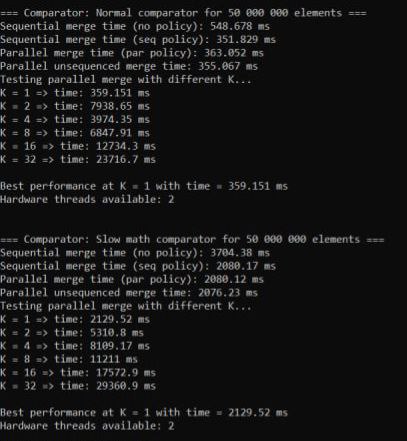 === Comparator: Normal comparator for 50 000 000 elements ===
Sequential merge time (no policy): 548.678 ms
Sequential merge time (seq policy): 351.829 ms
Parallel merge time (par policy): 363.052 ms
Parallel unsequenced merge time: 355.067 ms
Testing parallel merge with different K...
K = 1 => time: 359.151 ms
K = 2 => time: 7938.65 ms
K = 4 => time: 3974.35 ms
K = 8 => time: 6847.91 ms
K = 16 => time: 12734.3 ms
K = 32 => time: 23716.7 ms
Best performance at K = 1 with time = 359.151 ms
Hardware threads available: 2
=== Comparator: Slow math comparator for 50 000 000 elements ===
Sequential merge time (no policy): 3704.38 ms
Sequential merge time (seq policy): 2080.17 ms
Parallel merge time (par policy): 2080.12 ms
Parallel unsequenced merge time: 2076.23 ms
Testing parallel merge with different K...
K = 1 => time: 2129.52 ms
K = 2 => time: 5310.8 ms
K = 4 => time: 8109.17 ms
K = 8 => time: 11211 ms
K = 16 => time: 17572.9 ms
K = 32 => time: 29360.9 ms
Best performance at K = 1 with time = 2129.52 ms
Hardware threads available: 2